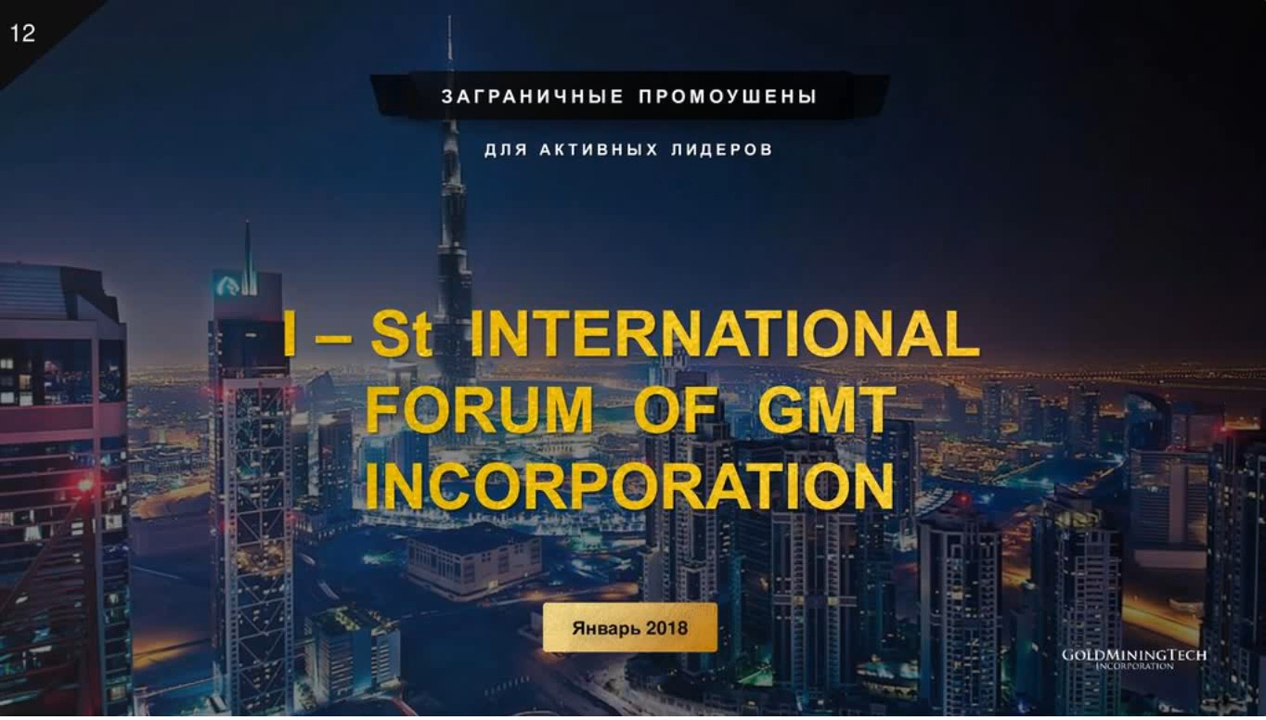 12
ЗАГРАНИЧНЫЕ ПРОМОУШЕНЫ
ДЛЯ АКТИВНЫХ ЛИДЕРОВ
I – St INTERNATIONAL
FORUM OF GMT
INCORPORATION
Январь 2018
GOLDMININGTECH
INCORPORATION